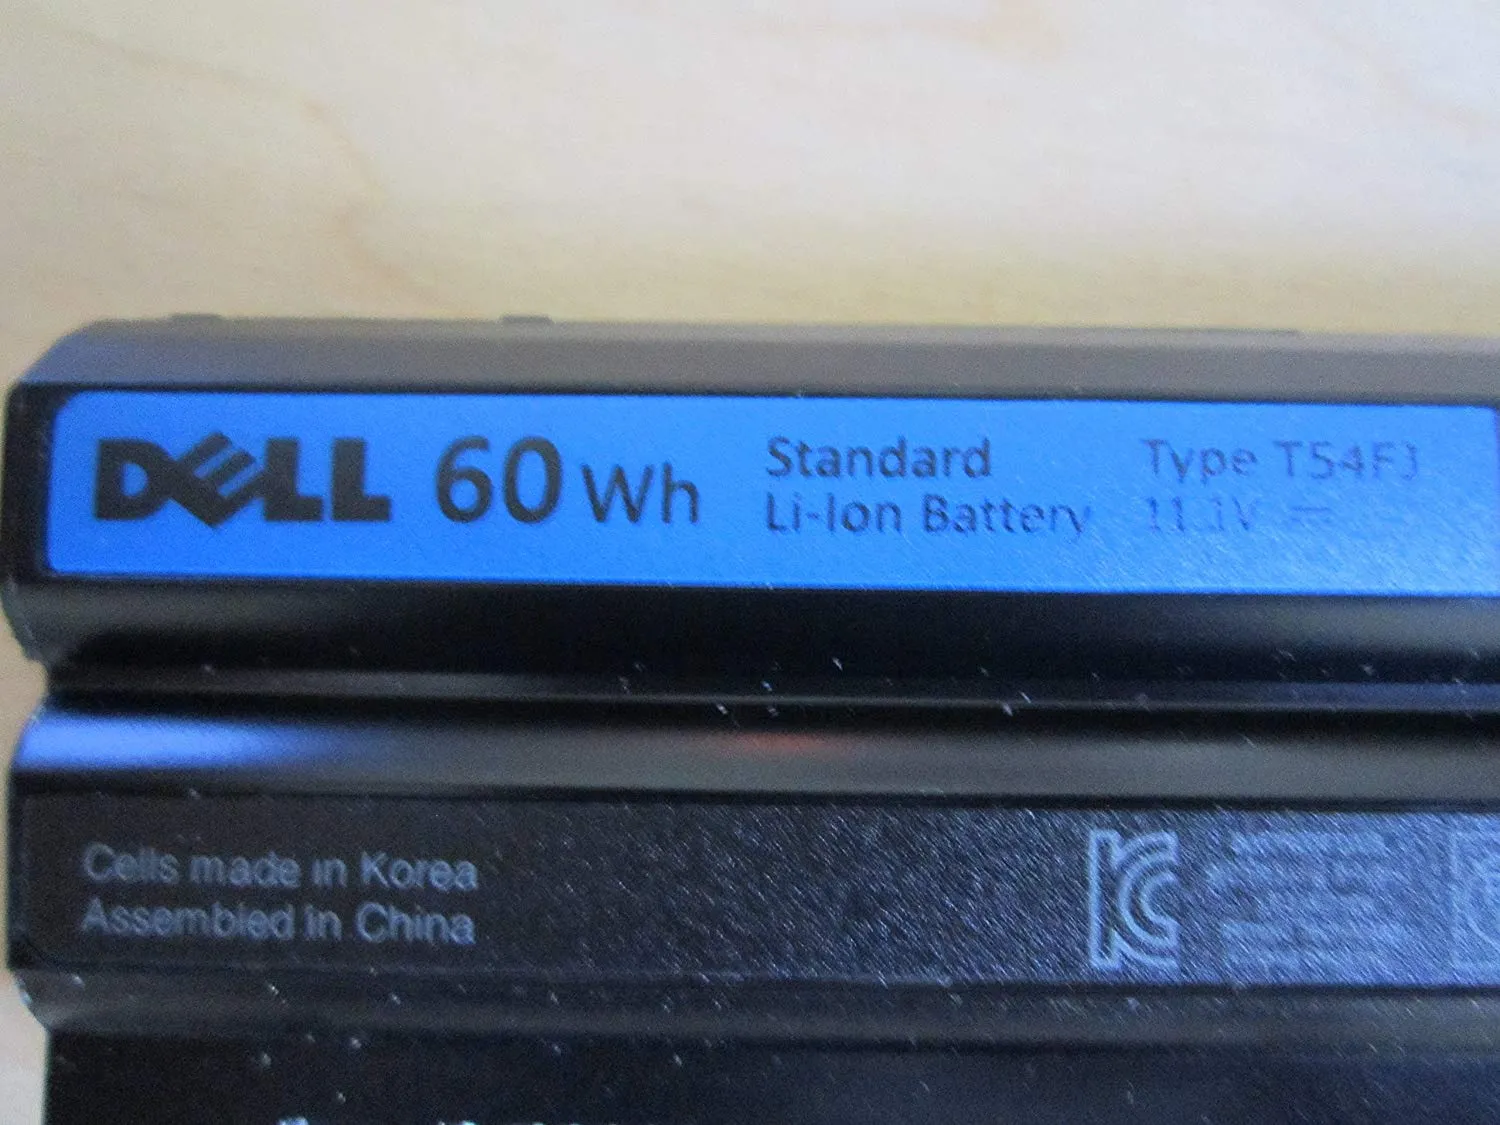 DELL 60 Wh
Standard
Li-Ion Battery
Type T54FJ
11.1V
Cells made in Korea
Assembled in China